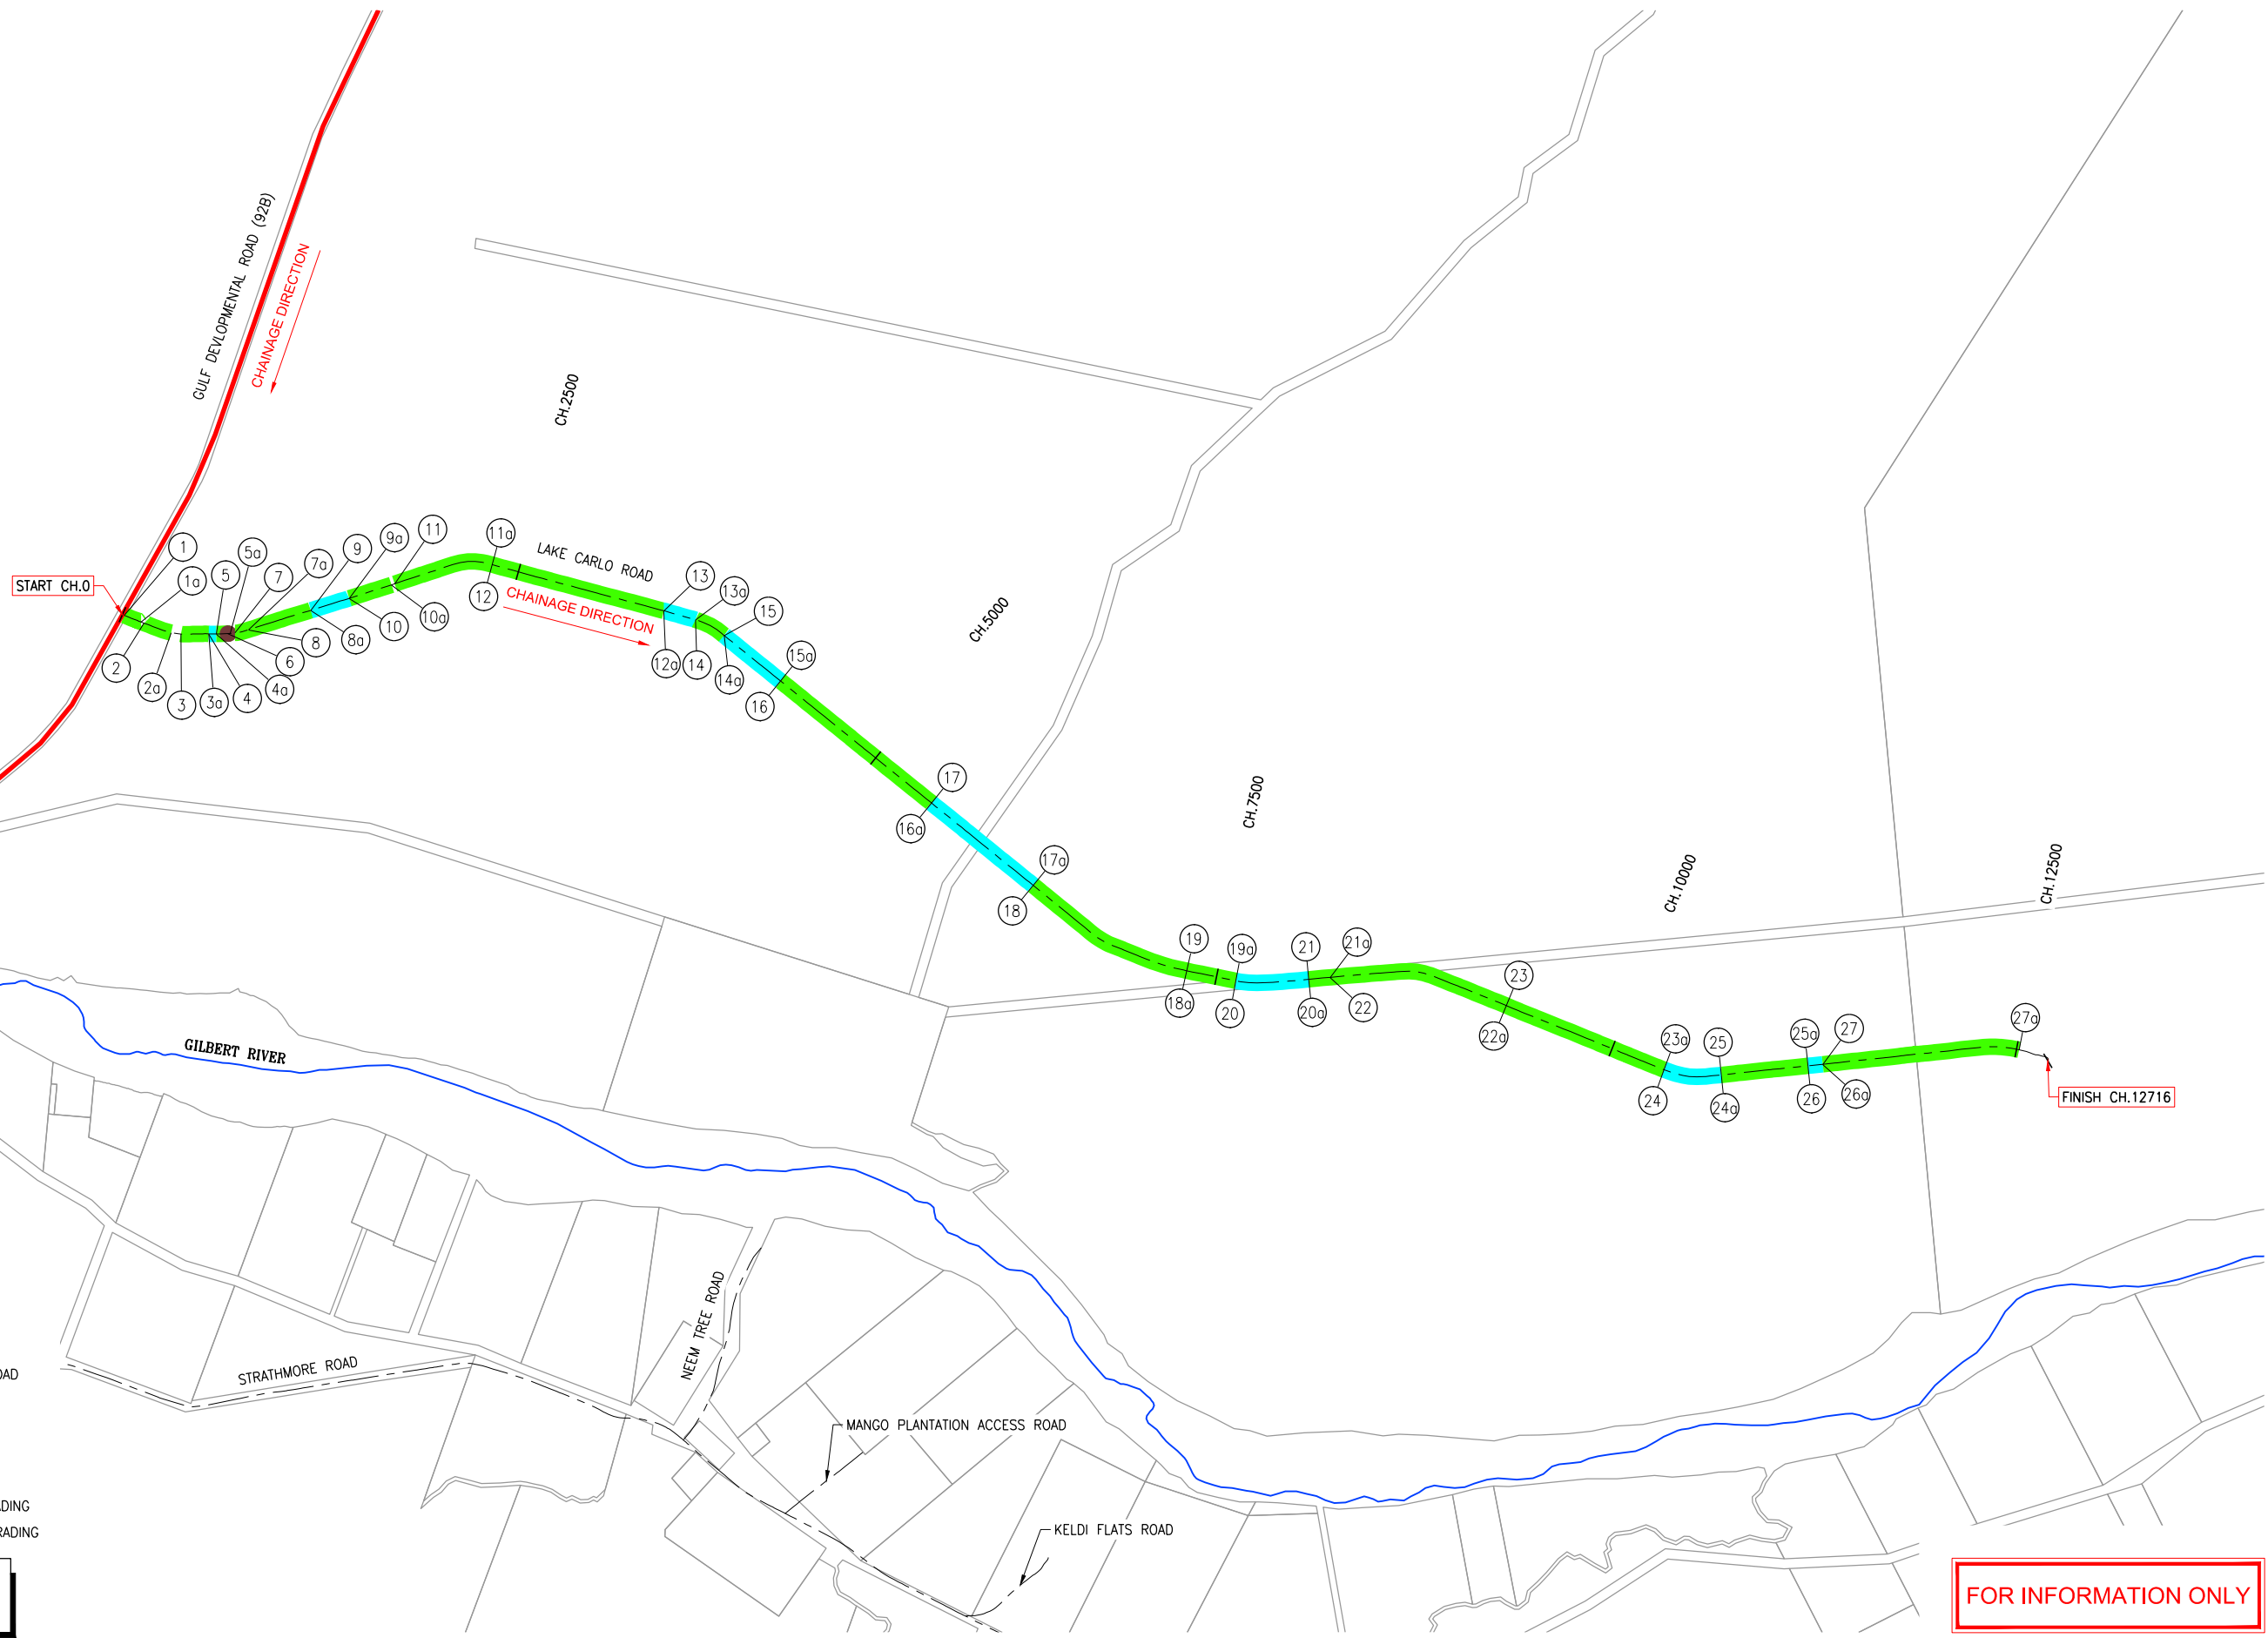 GULF DEVLOPMENTAL ROAD (92B)
CHAINAGE DIRECTION
CH.2500
START CH.0
1
1a
5
5a
7
7a
9
9a
11
11a
LAKE CARLO ROAD
CHAINAGE DIRECTION
13
13a
15
15a
2
2a
3
3a
4
4a
6
8
8a
10
10a
12
12a
14
14a
16
CH.5000
17
16a
17a
18
CH.7500
19
19a
21
21a
18a
20
20a
22
CH.10000
23
22a
23a
25
25a
27
24
24a
26
26a
CH.12500
27a
FINISH CH.12716
GILBERT RIVER
NEEM TREE ROAD
STRATHMORE ROAD
OAD
MANGO PLANTATION ACCESS ROAD
KELDI FLATS ROAD
ADING
RADING
FOR INFORMATION ONLY